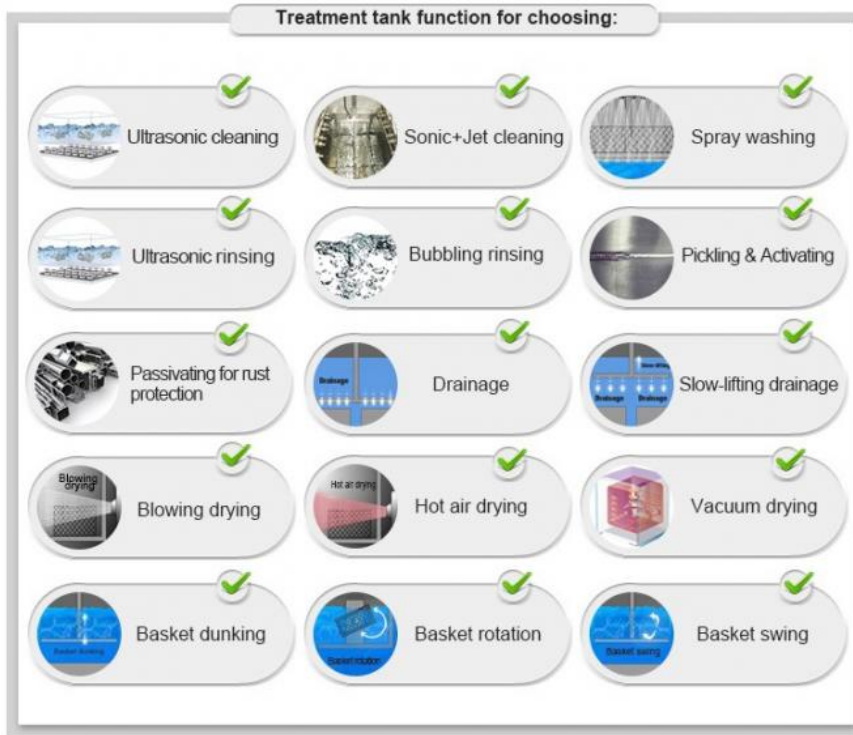 Treatment tank function for choosing:
Ultrasonic cleaning
Sonic+Jet cleaning
Spray washing
Ultrasonic rinsing
Bubbling rinsing
Pickling & Activating
Passivating for rust
protection
Drainage
Drainage
Slow-lifting drainage
Drainage
Drainage
Blowing
drying
Blowing drying
Hot air drying
Hot air drying
Vacuum drying
Basket dunking
Basket dunking
Basket rotation
Basket rotation
Basket swing
Basket swing